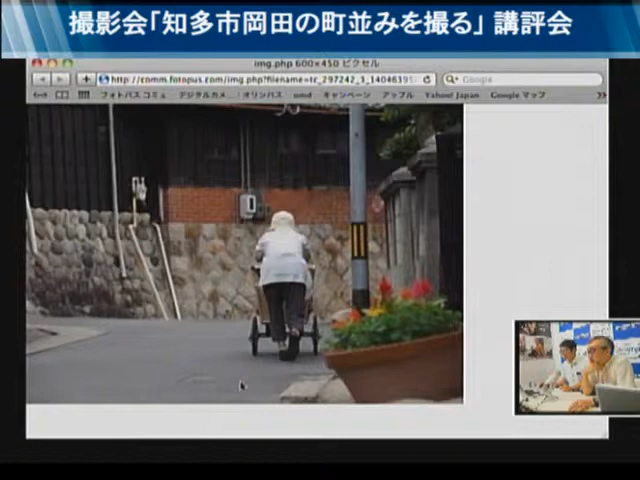 撮影会「知多市岡田の町並みを撮る」 講評会
img.php 600×450 ピクセル
http://comm.fotopus.com/img.php?filename=tc_297242_3_1404639
Google
フォトパス コミュ デジタルカメ...:オリンパス omd キャンペーン アップル Yahoo! Japan Google マップ